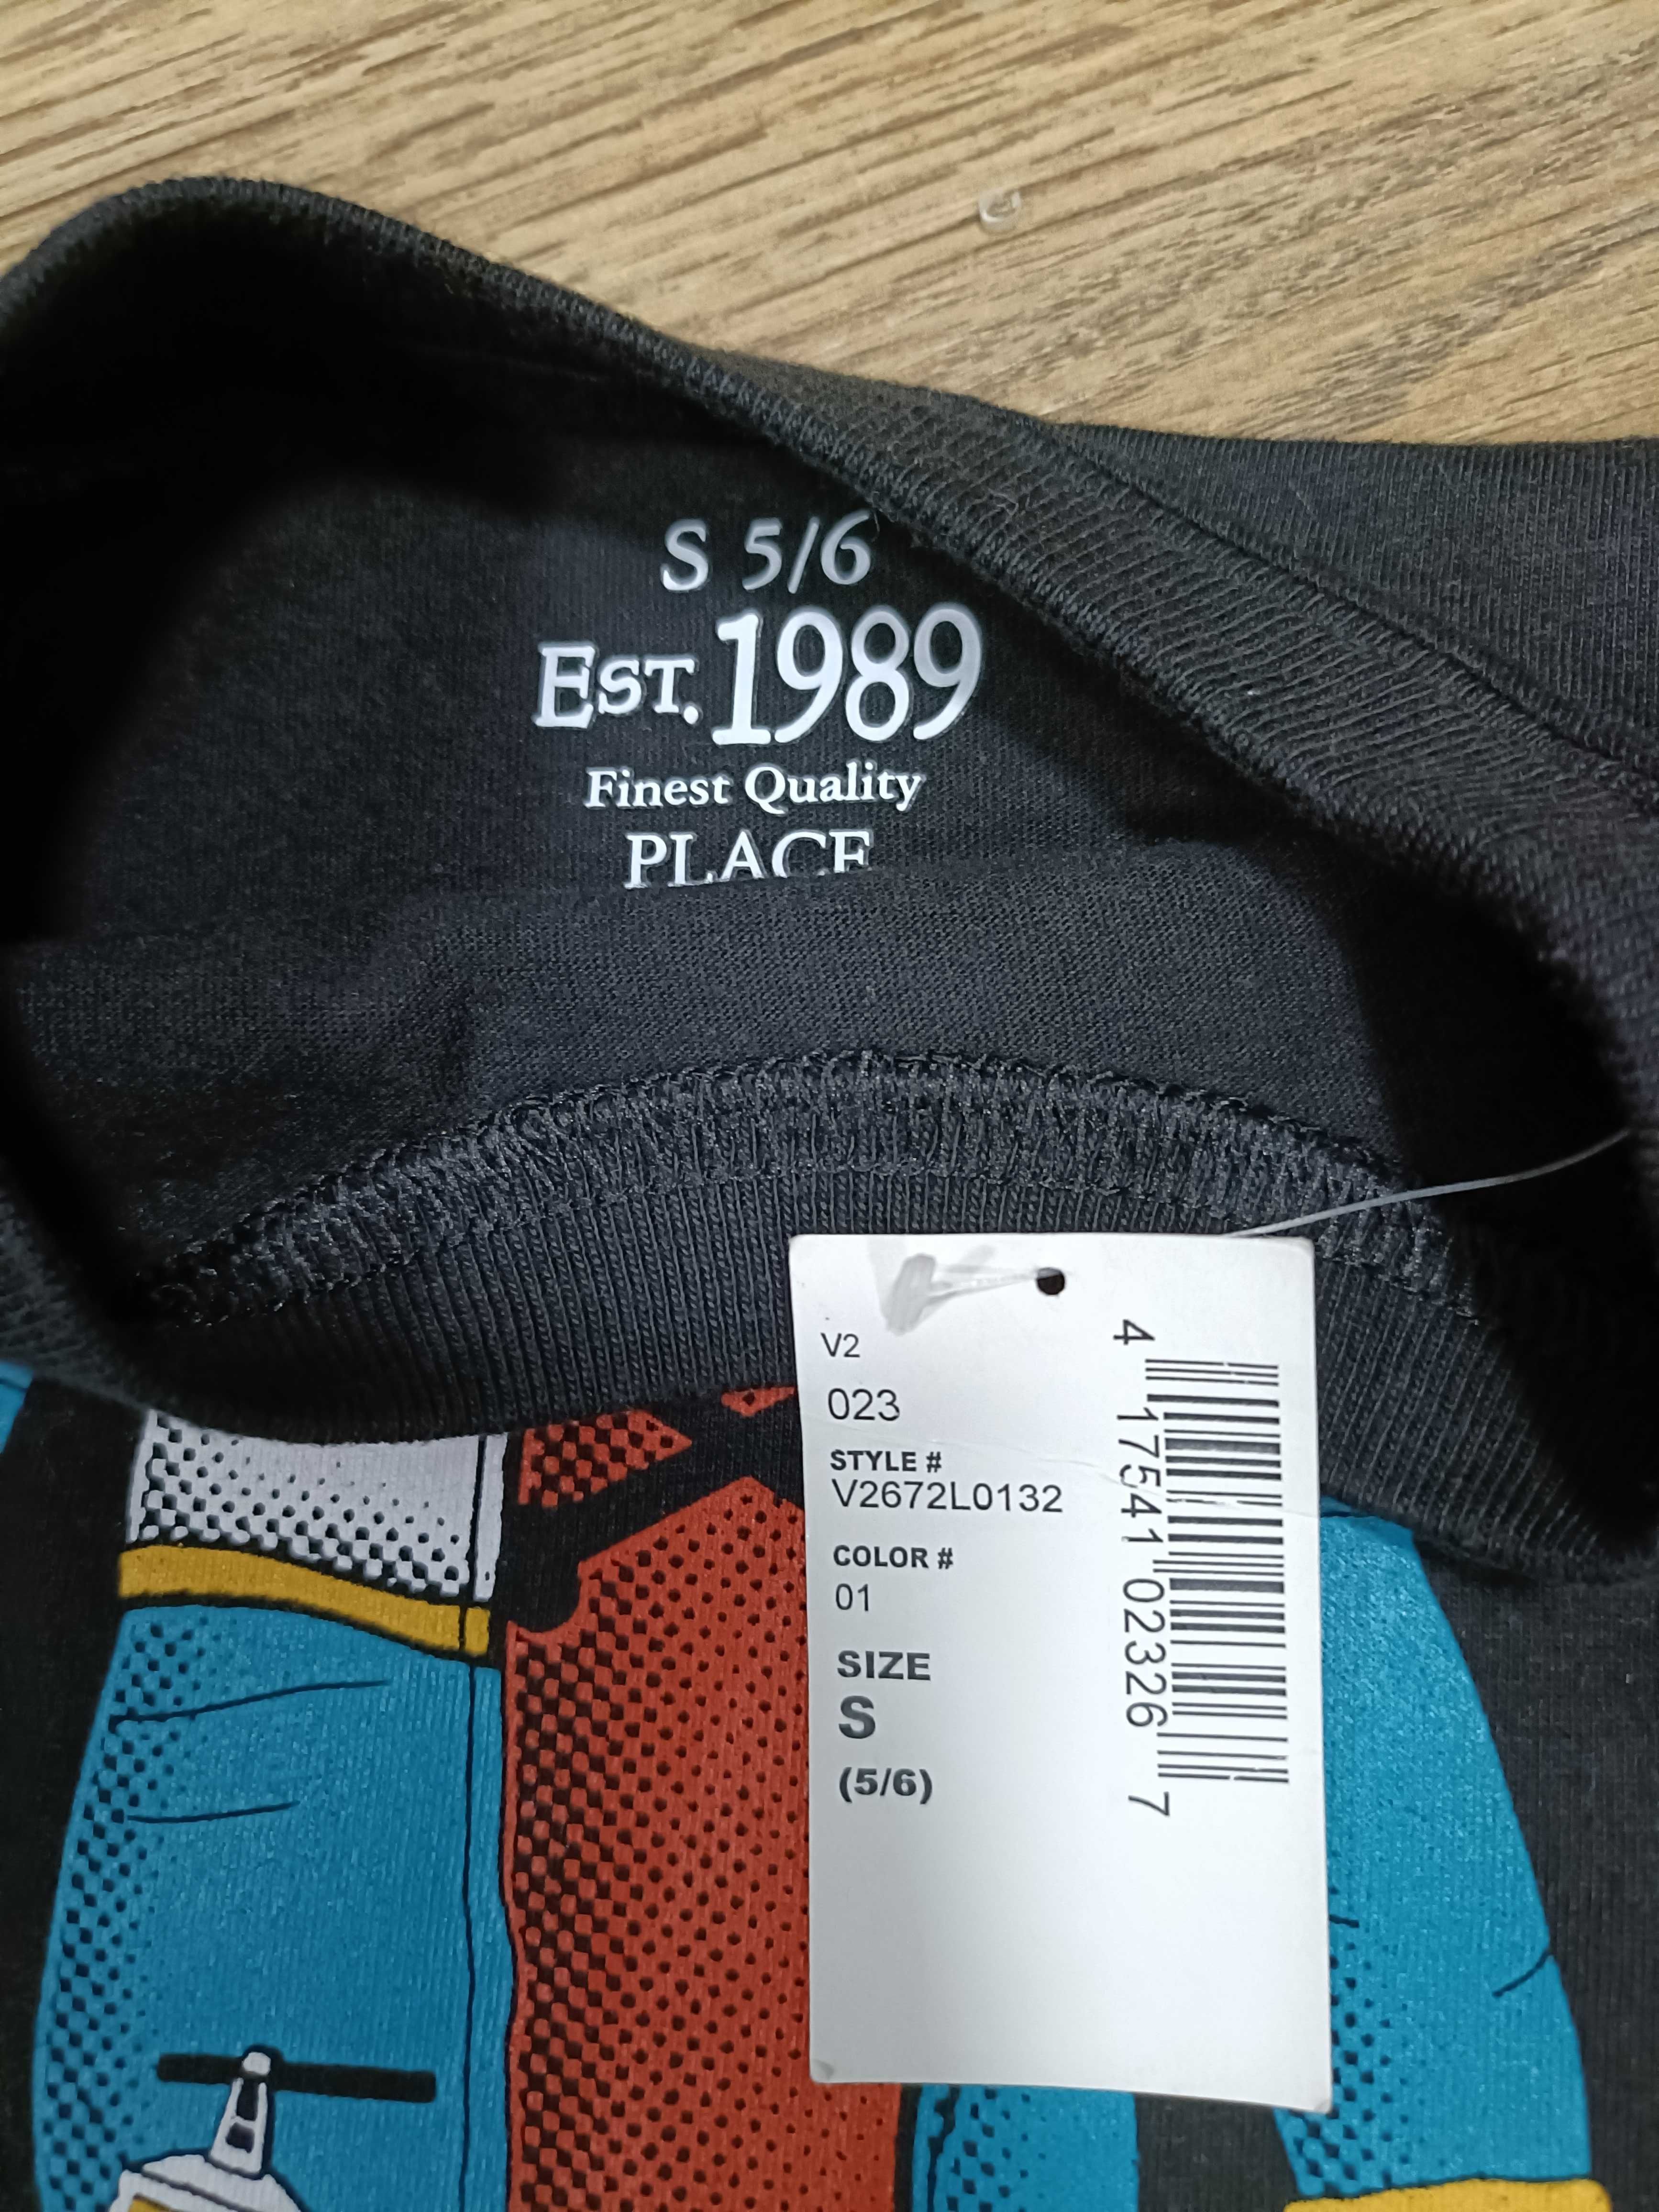 S 5/6
EST. 1989
Finest Quality
PLACE
V2
023
STYLE #
V2672L0132
COLOR #
01
SIZE
S
(5/6)
4 17541 02326 7